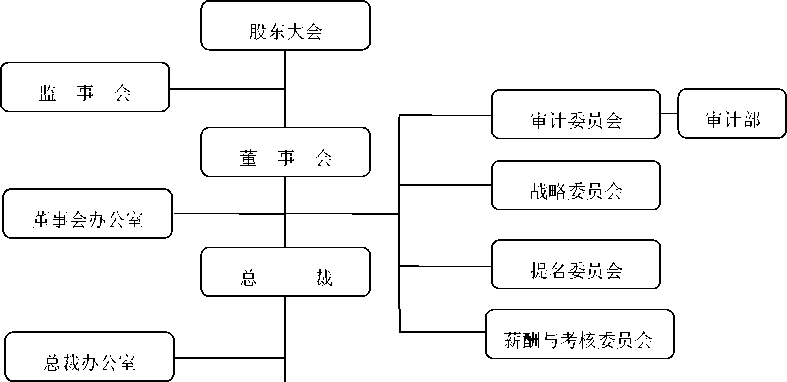 股东大会
监 事 会
审计委员会
审计部
董 事 会
战略委员会
董事会办公室
总 裁
提名委员会
薪酬与考核委员会
总裁办公室